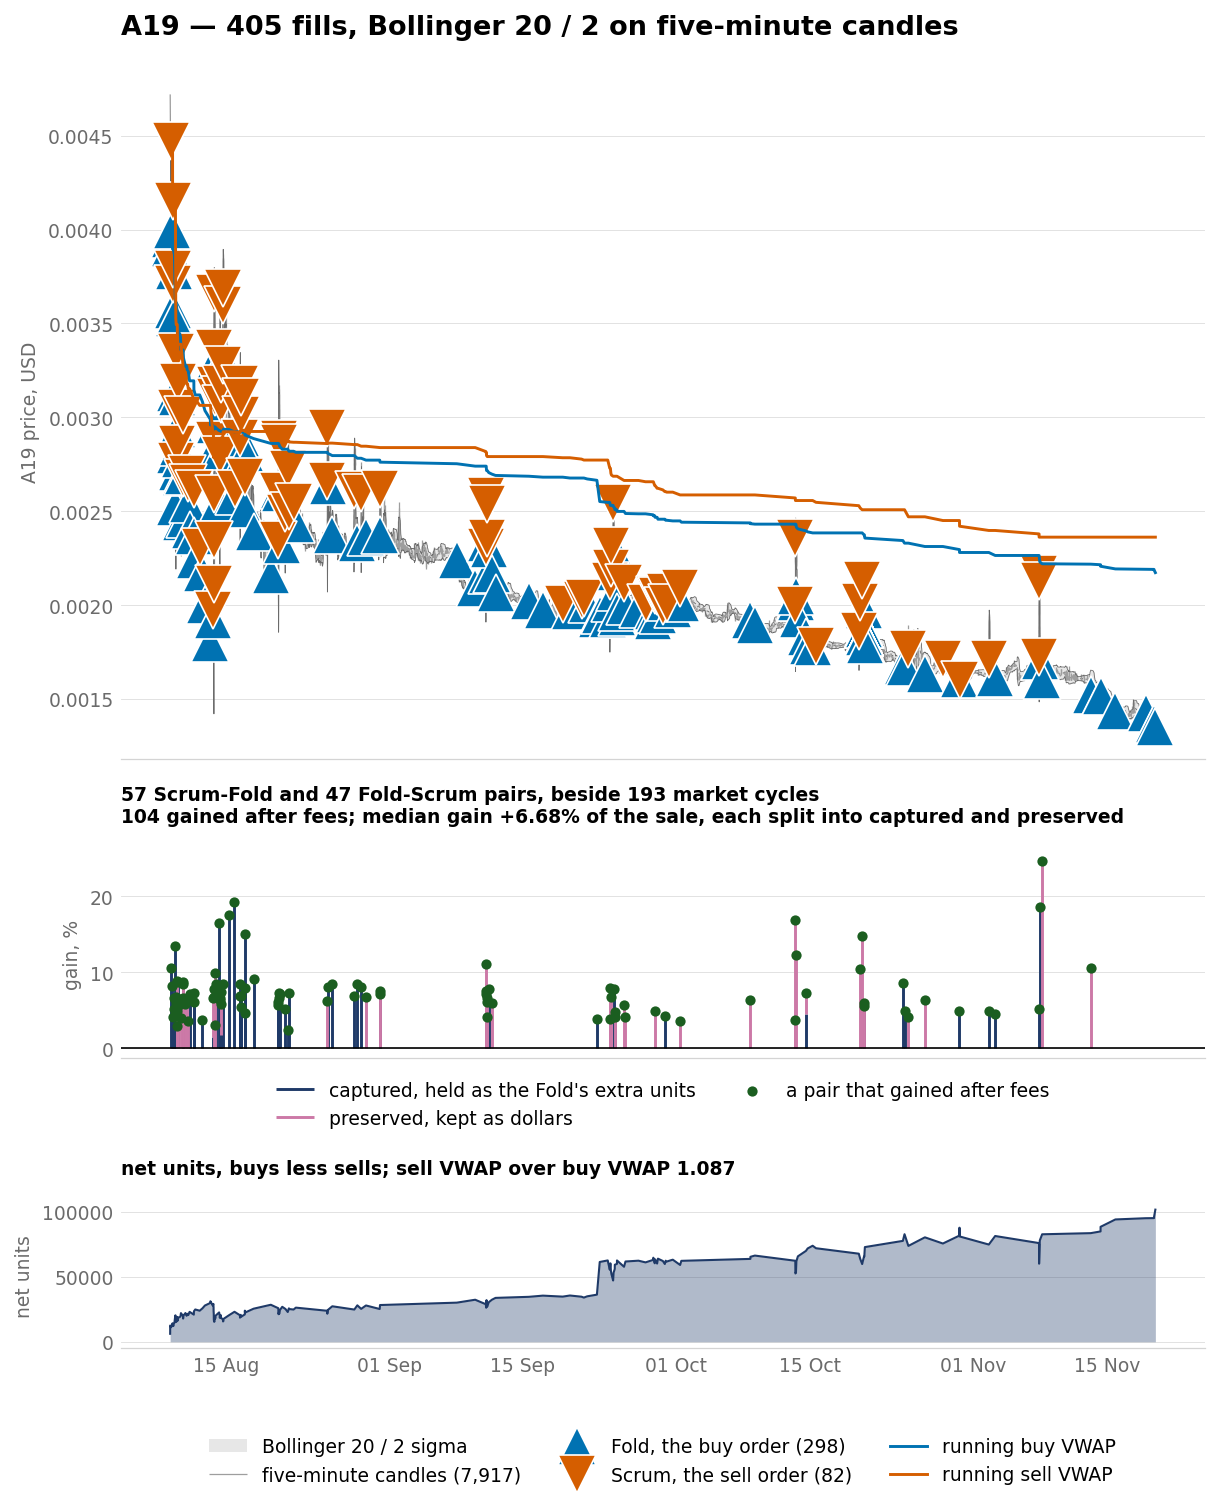 A19 — 405 fills, Bollinger 20 / 2 on five-minute candles
0.0045
0.0040
0.0035
0.0030
0.0025
0.0020
0.0015
A19 price, USD
57 Scrum-Fold and 47 Fold-Scrum pairs, beside 193 market cycles
104 gained after fees; median gain +6.68% of the sale, each split into captured and preserved
20
10
0
gain, %
captured, held as the Fold's extra units
preserved, kept as dollars
a pair that gained after fees
net units, buys less sells; sell VWAP over buy VWAP 1.087
100000
50000
0
net units
15 Aug
01 Sep
15 Sep
01 Oct
15 Oct
01 Nov
15 Nov
Bollinger 20 / 2 sigma
five-minute candles (7,917)
Fold, the buy order (298)
Scrum, the sell order (82)
running buy VWAP
running sell VWAP